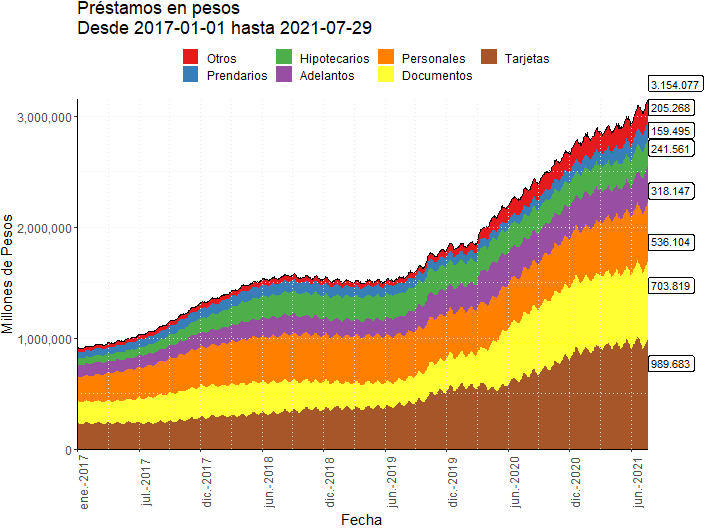 Préstamos en pesos
Desde 2017-01-01 hasta 2021-07-29
Otros Hipotecarios Personales Tarjetas
Prendarios Adelantos Documentos
3.154.077
205.268
159.495
241.561
318.147
536.104
703.819
989.683
3,000,000
2,000,000
1,000,000
0
Millones de Pesos
ene.-2017 jul.-2017 dic.-2017 jun.-2018 dic.-2018 jun.-2019 dic.-2019 jun.-2020 dic.-2020 jun.-2021
Fecha